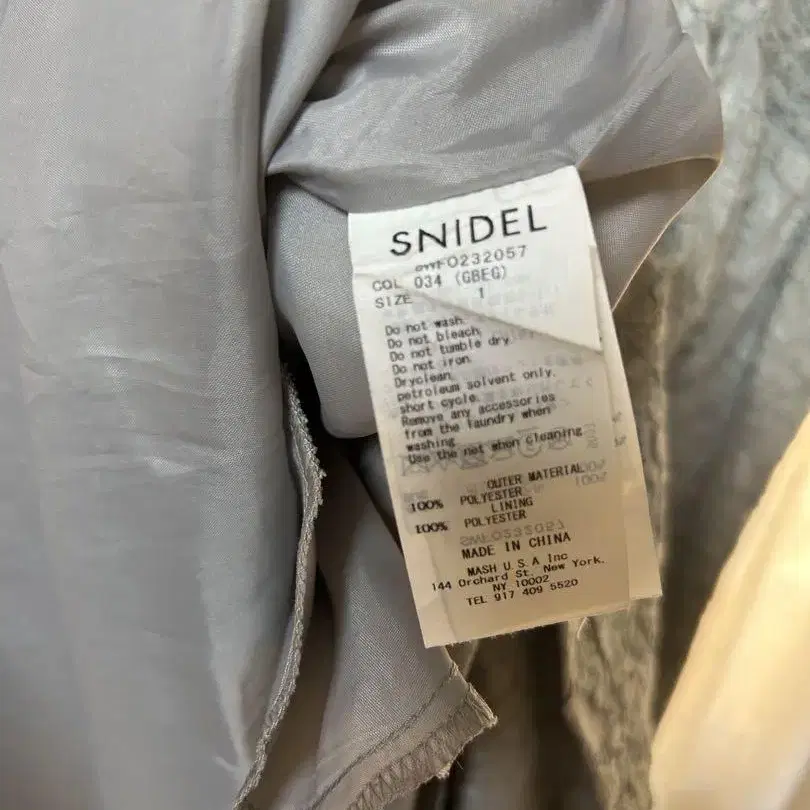 SNIDEL
SWFO232057
COL 034 (GBEG)
SIZE 1
Do not wash.
Do not bleach.
Do not tumble dry.
Do not iron.
Dryclean,
petroleum solvent only,
short cycle.
Remove any accessories
from the laundry when
washing
Use the net when cleaning
OUTER MATERIAL
100% POLYESTER
LINING
100% POLYESTER
MADE IN CHINA
MASH U.S.A Inc
144 Orchard St. New York,
NY 10002
TEL 917 409 5520